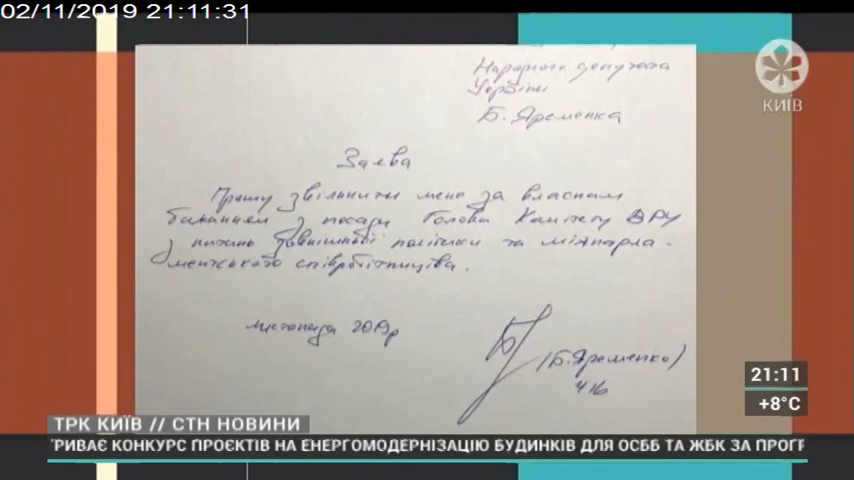 02/11/2019 21:11:31
Народного депутата
України
Б. Яременка
КИЇВ
Заява
Прошу звільнити мене за власним
бажанням з посади Голови Комітету ВРУ
з питань зовнішньої політики та міжпарла-
ментського співробітництва.
листопада 2019р
(Б. Яременко)
416
21:11
+8°C
ТРК КИЇВ // СТН НОВИНИ
ТРИВАЄ КОНКУРС ПРОЄКТІВ НА ЕНЕРГОМОДЕРНІЗАЦІЮ БУДИНКІВ ДЛЯ ОСББ ТА ЖБК ЗА